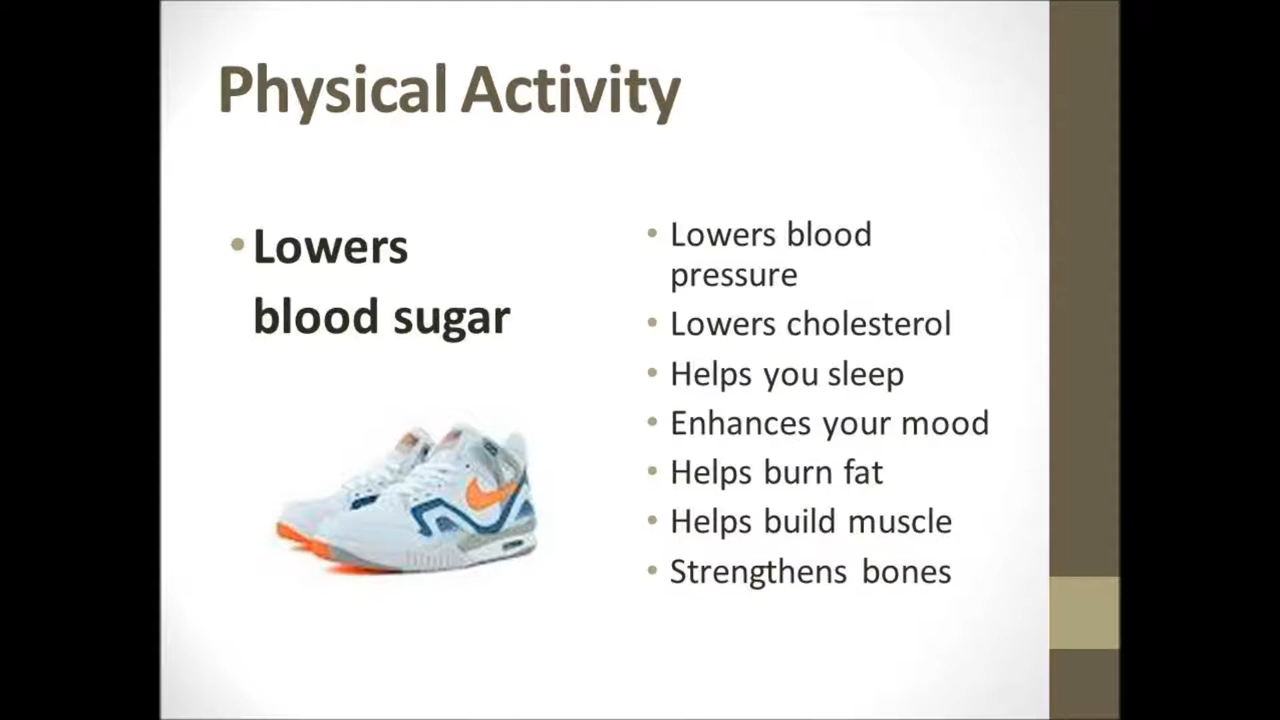 Physical Activity
• Lowers
blood sugar
• Lowers blood
pressure
• Lowers cholesterol
• Helps you sleep
• Enhances your mood
• Helps burn fat
• Helps build muscle
• Strengthens bones